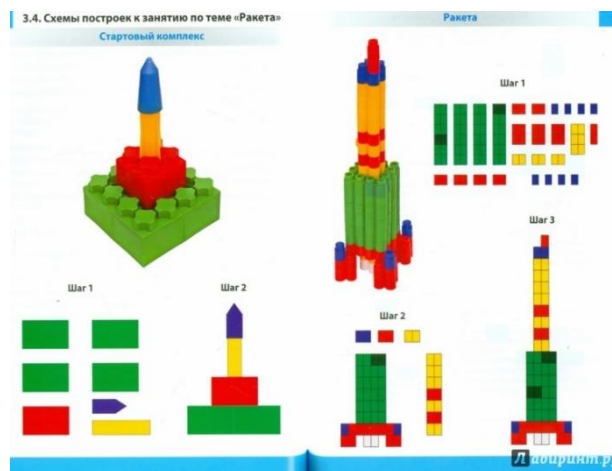 3.4. Схемы построек к занятию по теме «Ракета»
Стартовый комплекс
Шаг 1
Шаг 2
Ракета
Шаг 1
Шаг 3
Шаг 2
Лабиринт.р